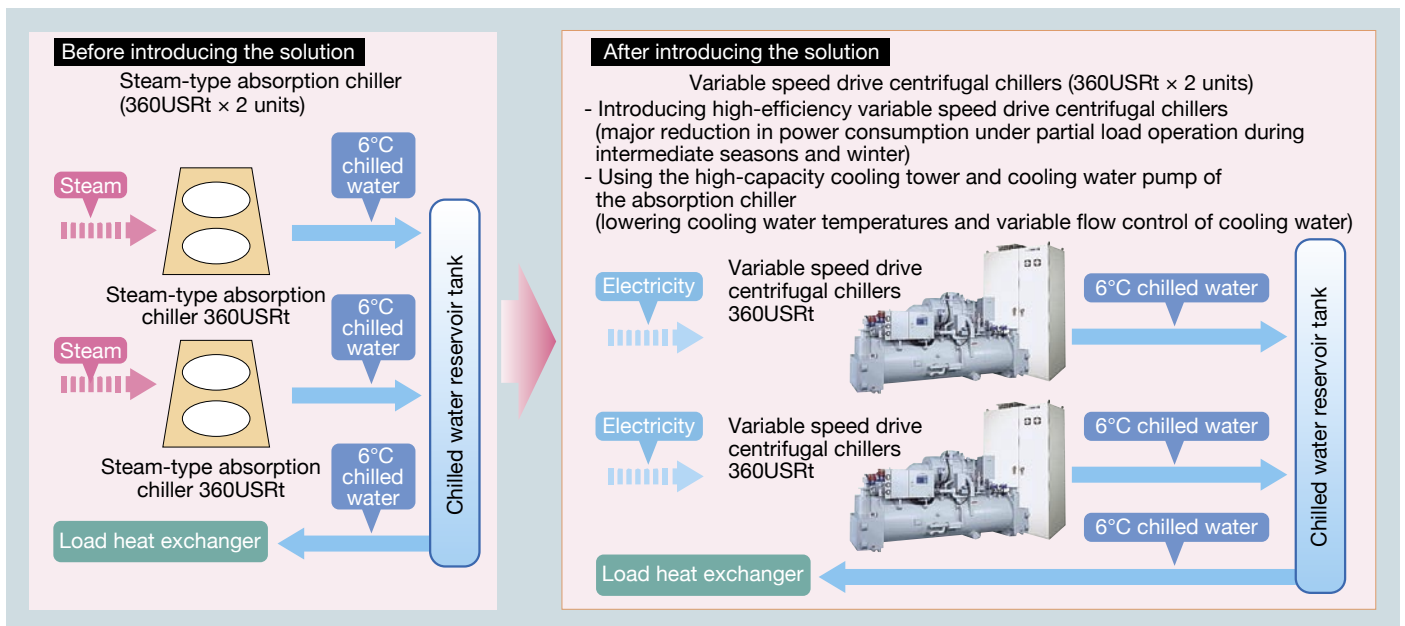 Before introducing the solution
Steam-type absorption chiller
(360USRt × 2 units)
6°C
chilled
water
Steam
Steam-type absorption
chiller 360USRt
6°C
chilled
water
Steam
Steam-type absorption
chiller 360USRt
6°C
chilled
water
Load heat exchanger
Chilled water reservoir tank
After introducing the solution
Variable speed drive centrifugal chillers (360USRt × 2 units)
- Introducing high-efficiency variable speed drive centrifugal chillers
(major reduction in power consumption under partial load operation during
intermediate seasons and winter)
- Using the high-capacity cooling tower and cooling water pump of
the absorption chiller
(lowering cooling water temperatures and variable flow control of cooling water)
Electricity
Variable speed drive
centrifugal chillers
360USRt
6°C chilled water
Electricity
Variable speed drive
centrifugal chillers
360USRt
6°C chilled water
6°C chilled water
Load heat exchanger
Chilled water reservoir tank